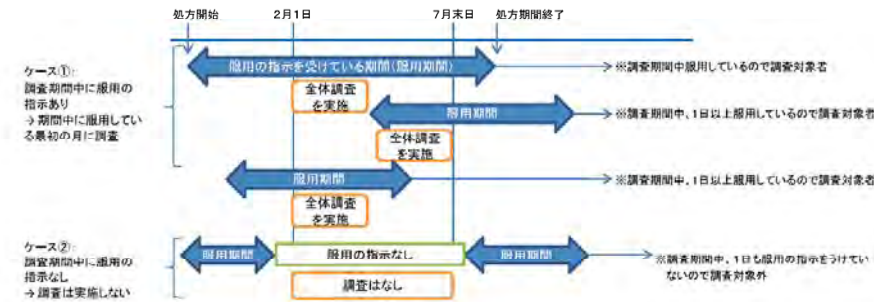 処方開始
2月1日
7月末日
処方期間終了
ケース①:
調査期間中に服用の
指示あり
→期間中に服用してい
る最初の月に調査
服用の指示を受けている期間(服用期間)
※調査期間中服用しているので調査対象者
全体調査
を実施
服用期間
※調査期間中、1日以上服用しているので調査対象者
全体調査
を実施
服用期間
※調査期間中、1日以上服用しているので調査対象者
全体調査
を実施
ケース②:
調査期間中に服用の
指示なし
→調査は実施しない
服用期間
服用の指示なし
服用期間
※調査期間中、1日も服用の指示をうけてい
ないので調査対象外
調査はなし